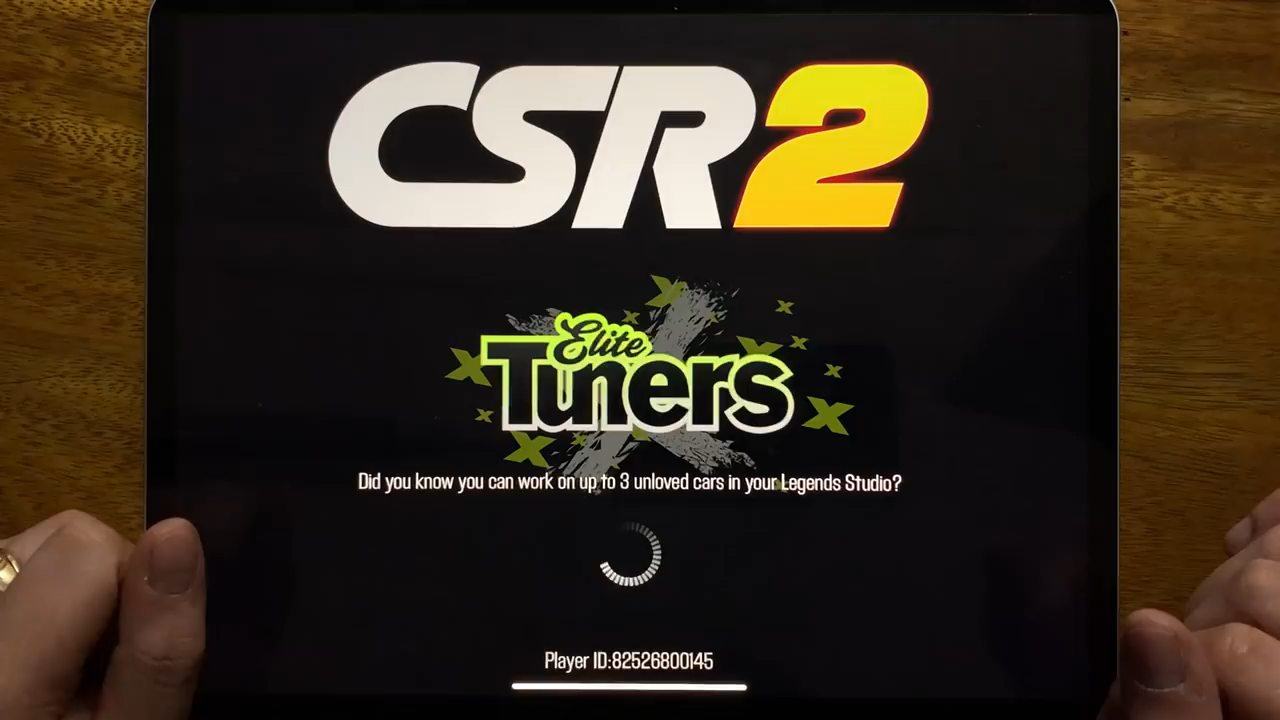 CSR2
Elite
Tuners
Did you know you can work on up to 3 unloved cars in your Legends Studio?
Player ID:82526800145